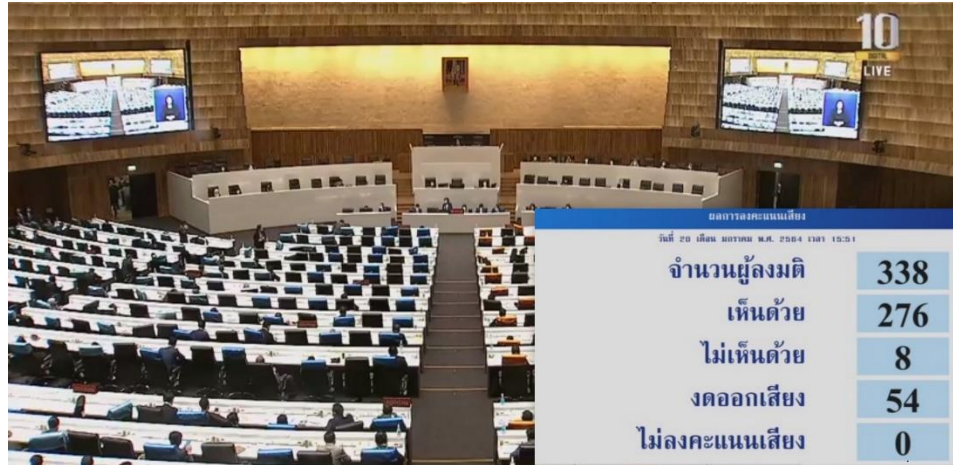 10
LIVE
ผลการลงคะแนนเสียง
วันที่ 20 เดือน มกราคม พ.ศ. 2564 เวลา 15:51
จำนวนผู้ลงมติ 338
เห็นด้วย 276
ไม่เห็นด้วย 8
งดออกเสียง 54
ไม่ลงคะแนนเสียง 0